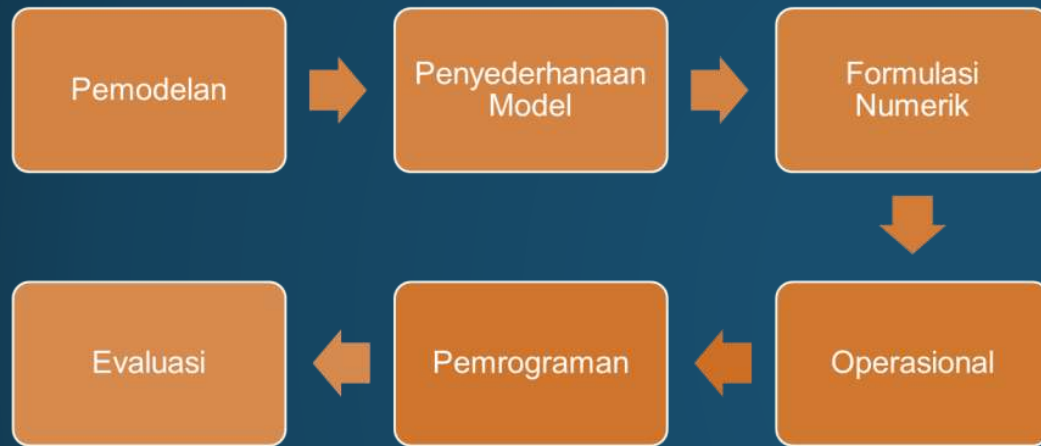 Pemodelan
Penyederhanaan
Model
Formulasi
Numerik
Operasional
Pemrograman
Evaluasi